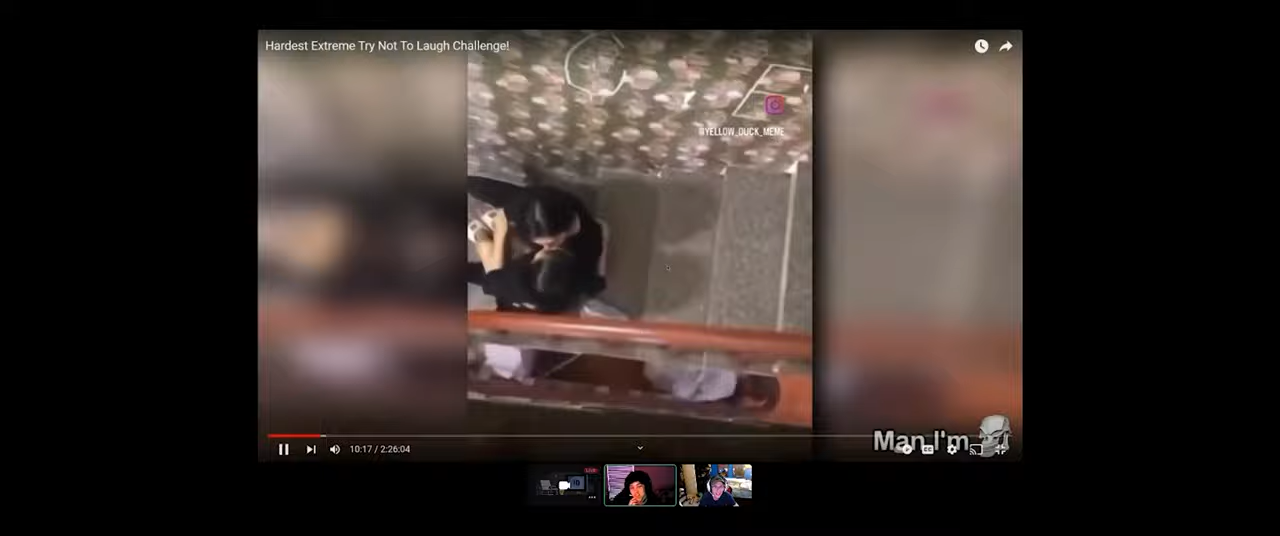 Hardest Extreme Try Not To Laugh Challenge!
@YELLOW_DUCK_MEME
Man I'm
10:17 / 2:26:04